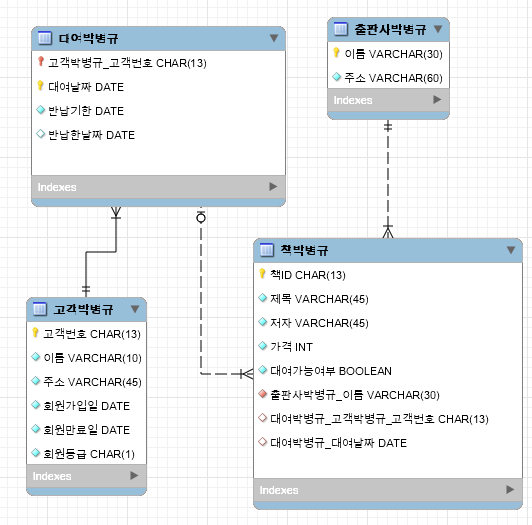 대여박병규
고객박병규_고객번호 CHAR(13)
대여날짜 DATE
반납기한 DATE
반납한날짜 DATE
Indexes
출판사박병규
이름 VARCHAR(30)
주소 VARCHAR(60)
Indexes
고객박병규
고객번호 CHAR(13)
이름 VARCHAR(10)
주소 VARCHAR(45)
회원가입일 DATE
회원만료일 DATE
회원등급 CHAR(1)
Indexes
책박병규
책ID CHAR(13)
제목 VARCHAR(45)
저자 VARCHAR(45)
가격 INT
대여가능여부 BOOLEAN
출판사박병규_이름 VARCHAR(30)
대여박병규_고객박병규_고객번호 CHAR(13)
대여박병규_대여날짜 DATE
Indexes